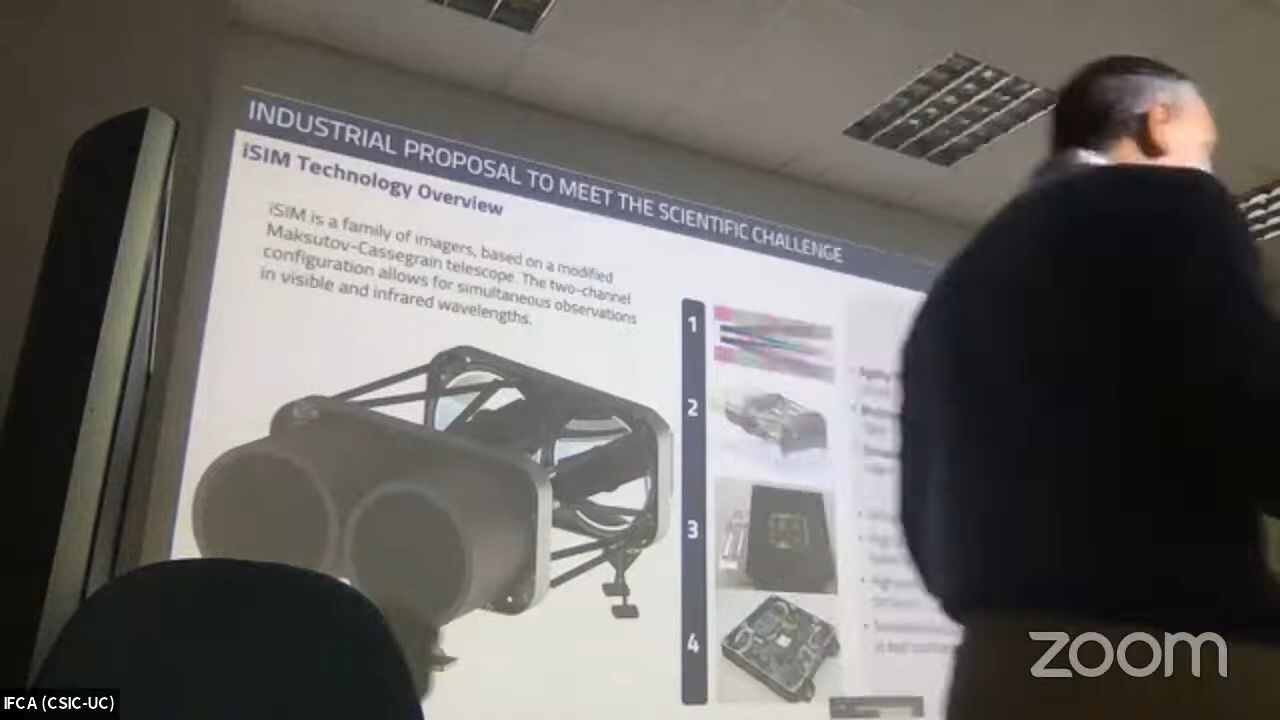 INDUSTRIAL PROPOSAL TO MEET THE SCIENTIFIC CHALLENGE
iSIM Technology Overview
iSIM is a family of imagers, based on a modified
Maksutov-Cassegrain telescope. The two-channel
configuration allows for simultaneous observations
in visible and infrared wavelengths.
1
2
3
4
zoom
IFCA (CSIC-UC)